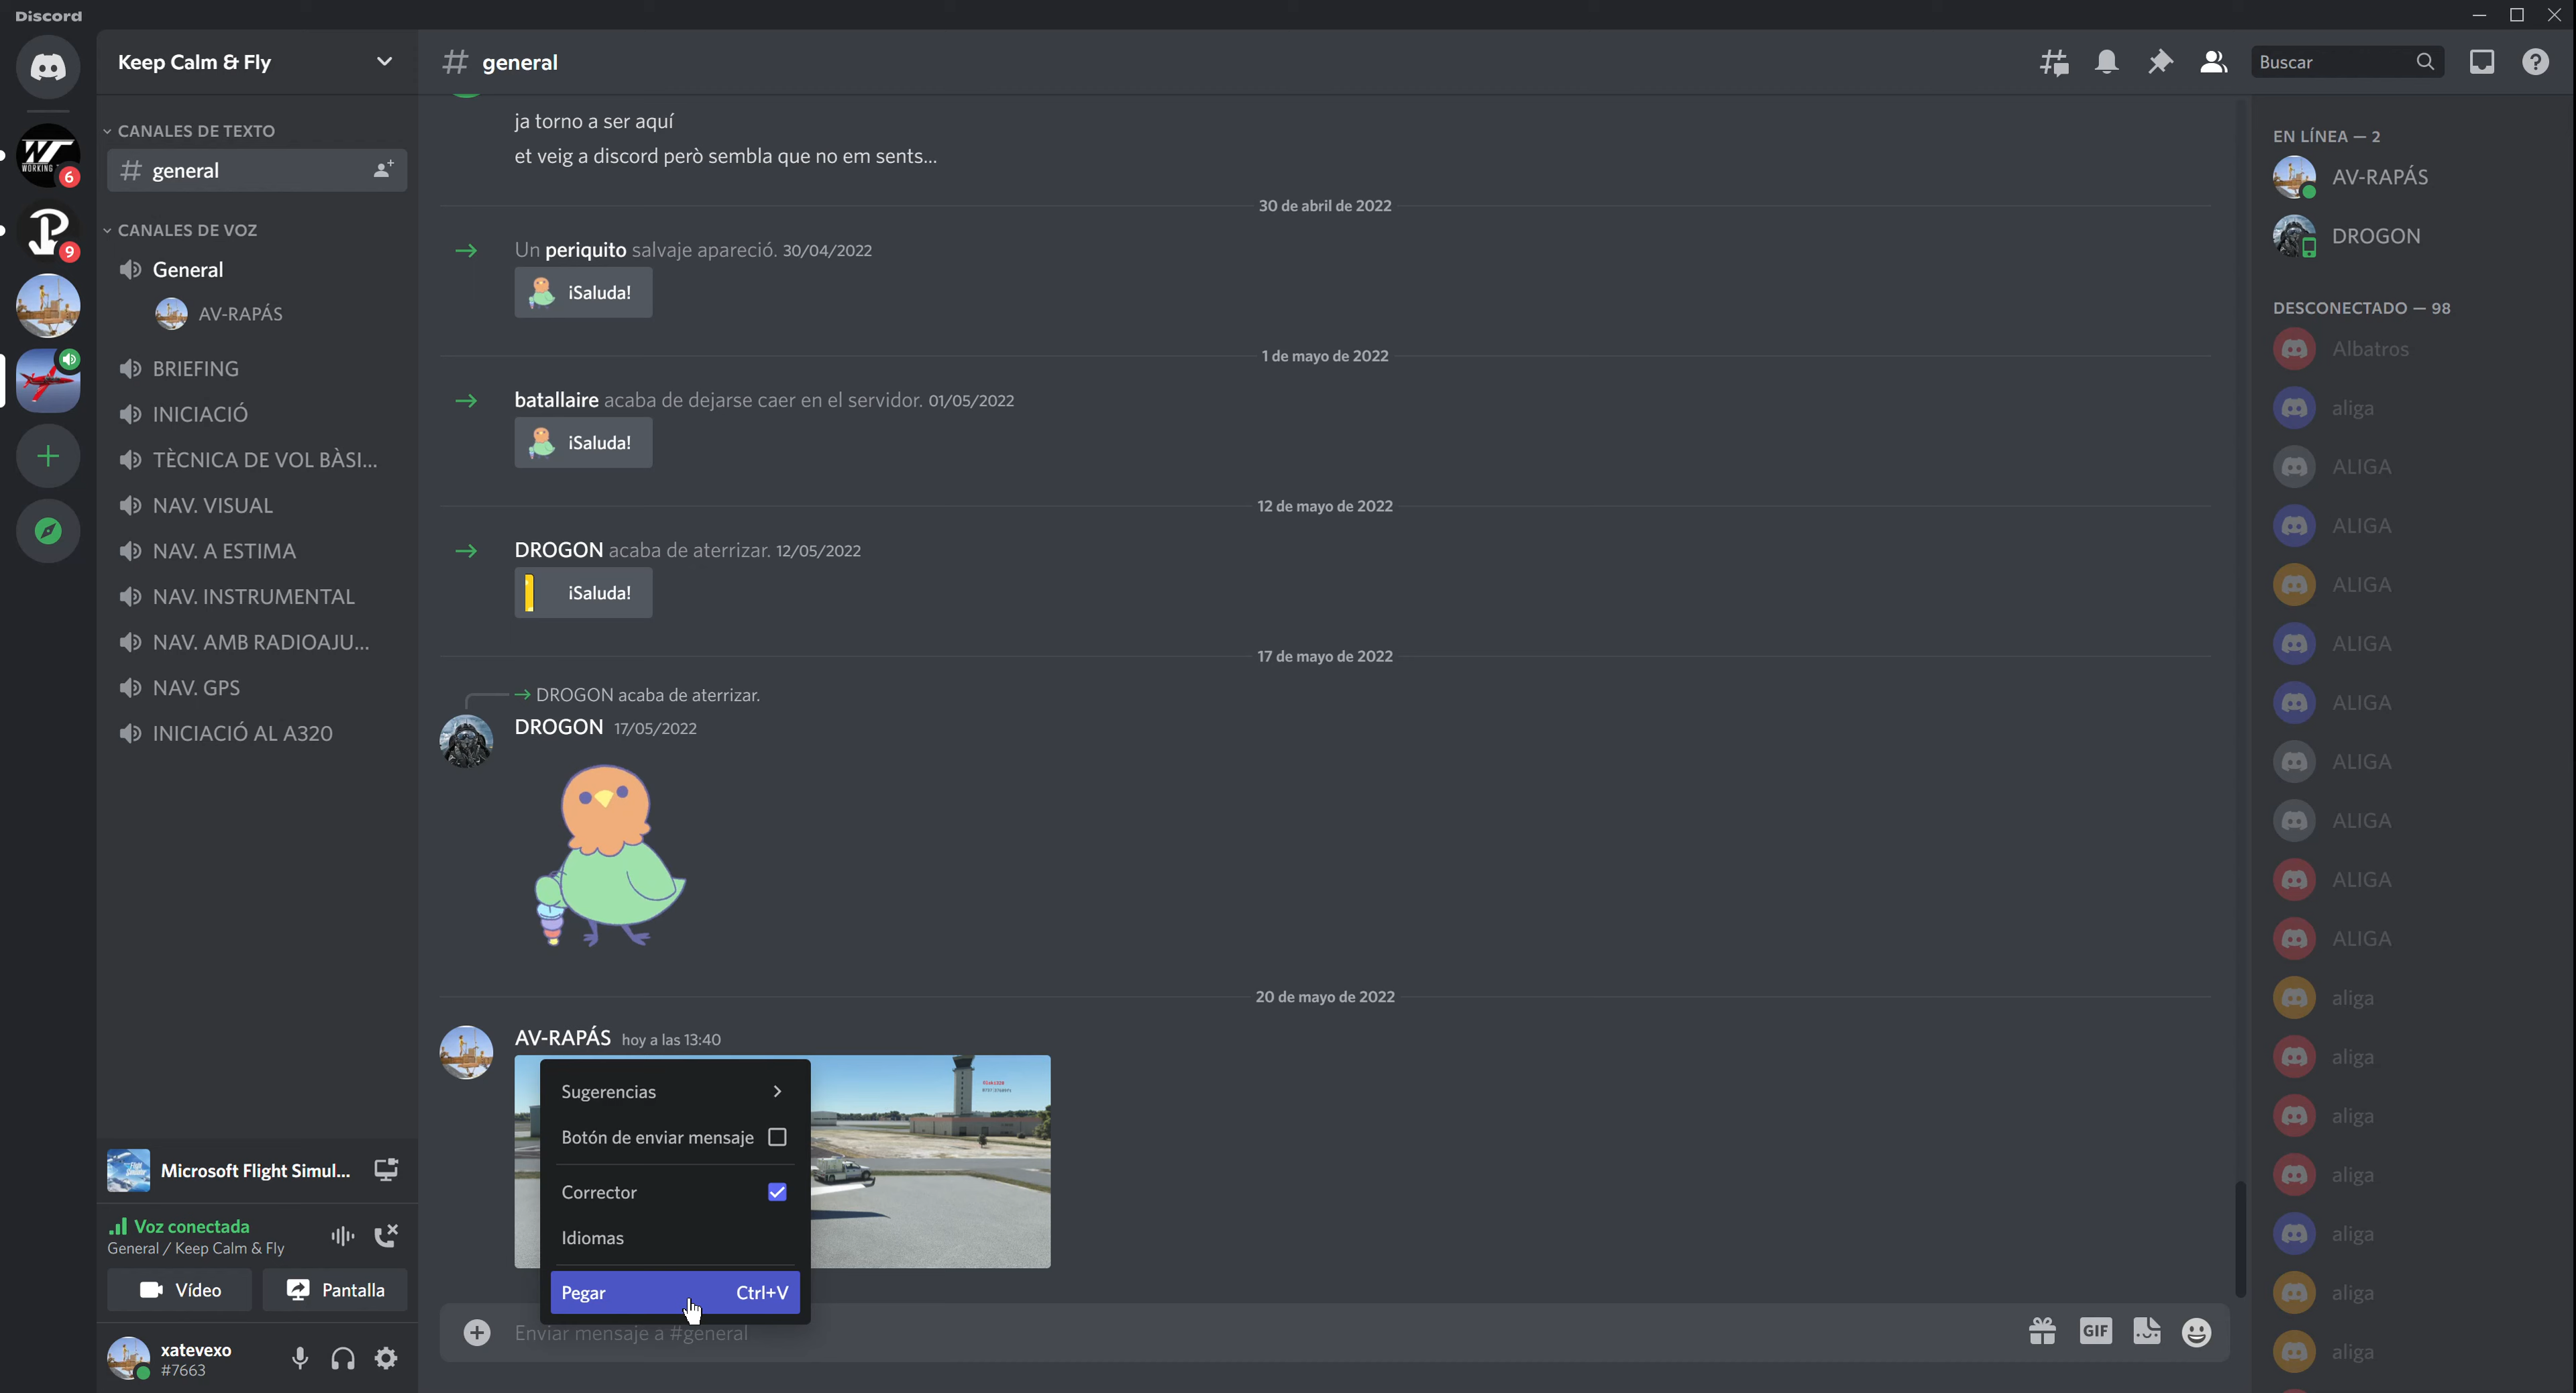 Discord
Keep Calm & Fly
# general
Buscar
CANALES DE TEXTO
# general
CANALES DE VOZ
General
AV-RAPÁS
BRIEFING
INICIACIÓ
TÈCNICA DE VOL BÀSI...
NAV. VISUAL
NAV. A ESTIMA
NAV. INSTRUMENTAL
NAV. AMB RADIOAJU...
NAV. GPS
INICIACIÓ AL A320
WORKING
6
9
Microsoft Flight Simul...
Voz conectada
General / Keep Calm & Fly
Vídeo
Pantalla
xatevexo
#7663
ja torno a ser aquí
et veig a discord però sembla que no em sents...
30 de abril de 2022
Un periquito salvaje apareció. 30/04/2022
¡Saluda!
1 de mayo de 2022
batallaire acaba de dejarse caer en el servidor. 01/05/2022
¡Saluda!
12 de mayo de 2022
DROGON acaba de aterrizar. 12/05/2022
¡Saluda!
17 de mayo de 2022
DROGON acaba de aterrizar.
DROGON 17/05/2022
20 de mayo de 2022
AV-RAPÁS hoy a las 13:40
Sugerencias
Botón de enviar mensaje
Corrector
Idiomas
Pegar Ctrl+V
Enviar mensaje a #general
GIF
EN LÍNEA — 2
AV-RAPÁS
DROGON
DESCONECTADO — 98
Albatros
aliga
ALIGA
ALIGA
ALIGA
ALIGA
ALIGA
ALIGA
ALIGA
ALIGA
ALIGA
aliga
aliga
aliga
aliga
aliga
aliga
aliga